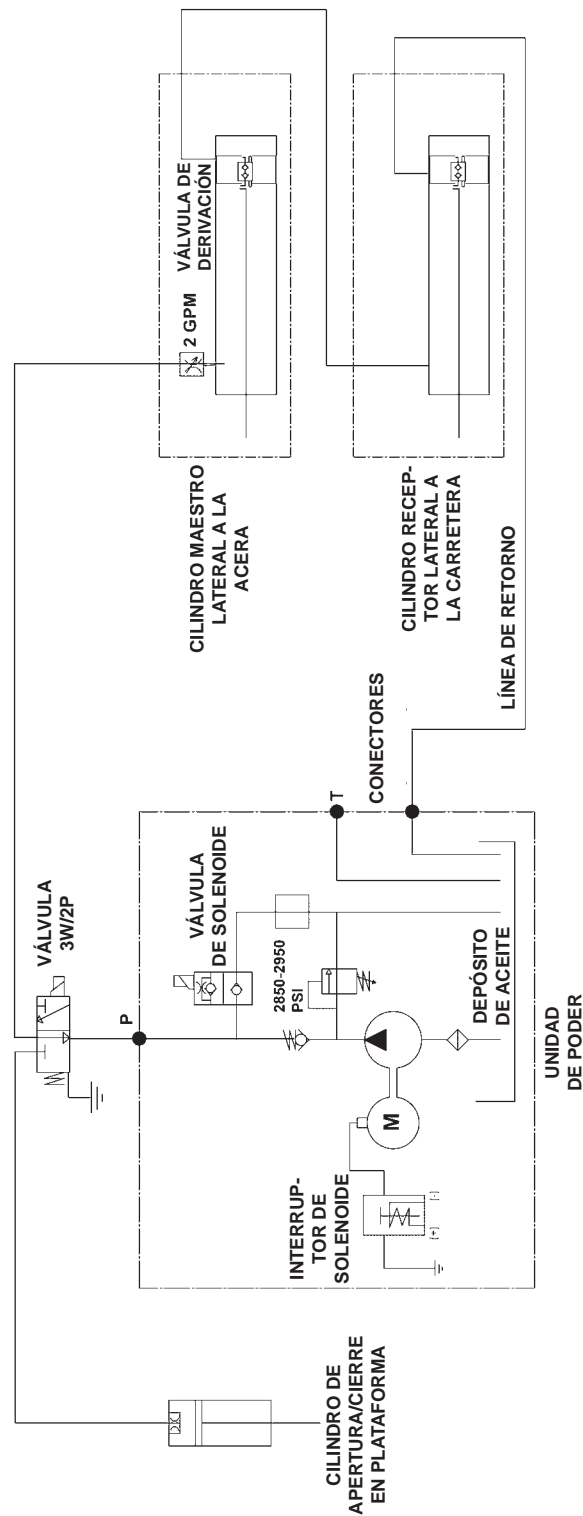 VÁLVULA
3W/2P
2 GPM
VÁLVULA DE
DERIVACIÓN
CILINDRO MAESTRO
LATERAL A LA
ACERA
CILINDRO RECEP-
TOR LATERAL A
LA CARRETERA
LÍNEA DE RETORNO
CONECTORES
T
P
VÁLVULA
DE SOLENOIDE
2850-2950
PSI
DEPÓSITO
DE ACEITE
M
INTERRUP-
TOR DE
SOLENOIDE
(+)
(-)
UNIDAD
DE PODER
CILINDRO DE
APERTURA/CIERRE
EN PLATAFORMA